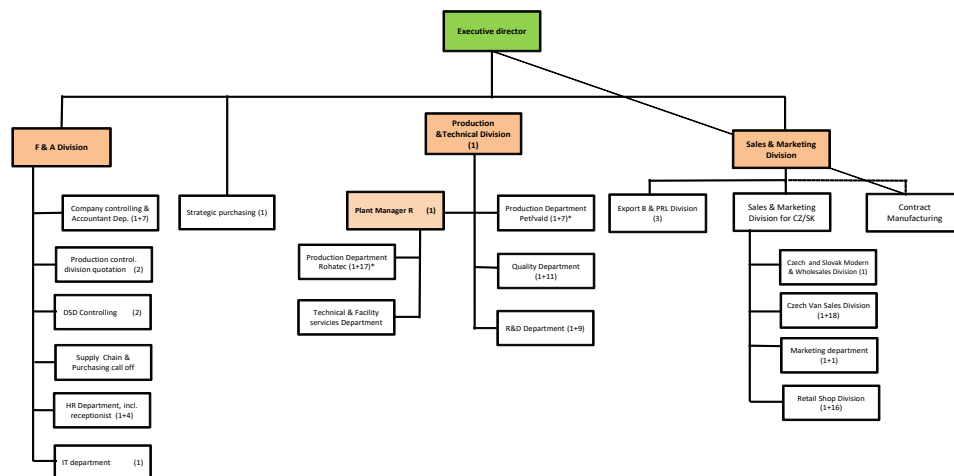 Executive director
F & A Division
Production
&Technical Division
(1)
Sales & Marketing
Division
Company controlling &
Accountant Dep. (1+7)
Strategic purchasing (1)
Plant Manager R (1)
Production Department
Petřvald (1+7)*
Export B & PRL Division
(3)
Sales & Marketing
Division for CZ/SK
Contract
Manufacturing
Production control.
division quotation (2)
Production Department
Rohatec (1+17)*
Quality Department
(1+11)
Czech and Slovak Modern
& Wholesales Division (1)
DSD Controlling (2)
Technical & Facility
servicies Department
R&D Department (1+9)
Czech Van Sales Division
(1+18)
Supply Chain &
Purchasing call off
Marketing department
(1+1)
HR Department, incl.
receptionist (1+4)
Retail Shop Division
(1+16)
IT department (1)